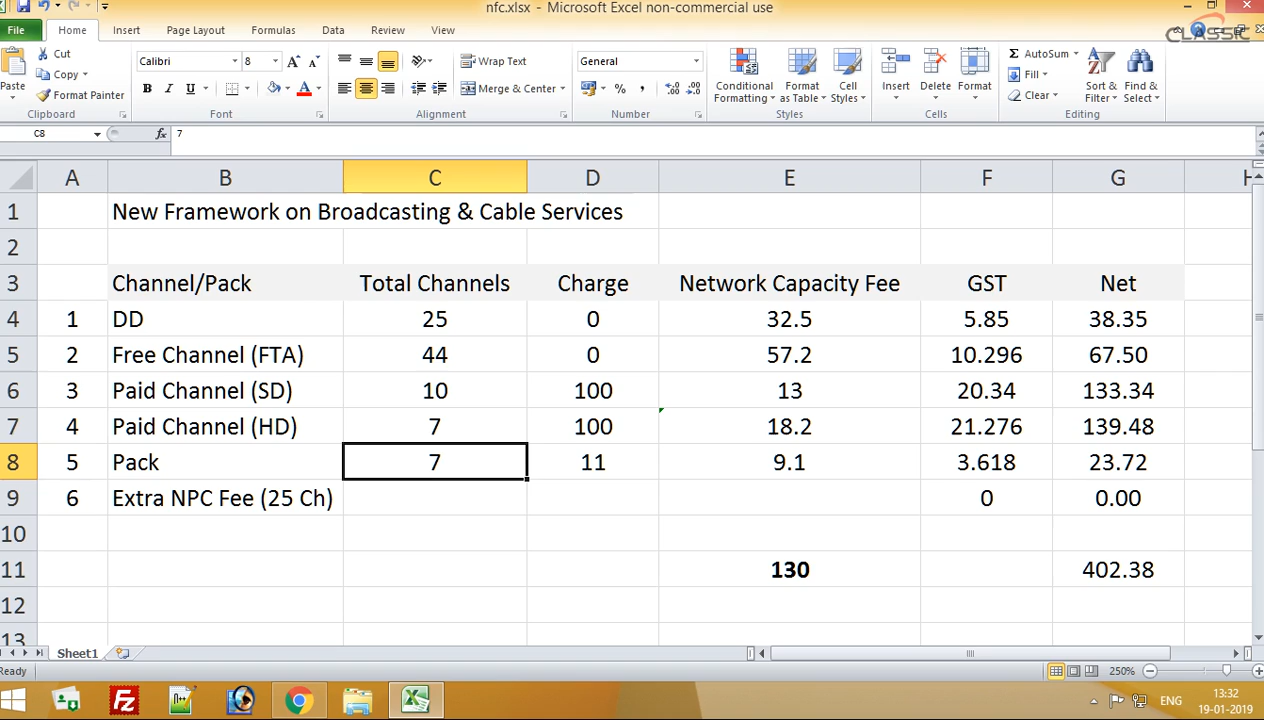 nfc.xlsx - Microsoft Excel non-commercial use
CLASSIC
File Home Insert Page Layout Formulas Data Review View
Cut
Copy
Format Painter
Paste
Clipboard
Calibri 8
B I U
Font
Wrap Text
Merge & Center
Alignment
General
%
Number
Conditional Formatting
Format as Table
Cell Styles
Styles
Insert Delete Format
Cells
AutoSum
Fill
Clear
Sort & Filter
Find & Select
Editing
C8 fx 7
A B C D E F G H
1 New Framework on Broadcasting & Cable Services
2
3 Channel/Pack Total Channels Charge Network Capacity Fee GST Net
4 1 DD 25 0 32.5 5.85 38.35
5 2 Free Channel (FTA) 44 0 57.2 10.296 67.50
6 3 Paid Channel (SD) 10 100 13 20.34 133.34
7 4 Paid Channel (HD) 7 100 18.2 21.276 139.48
8 5 Pack 7 11 9.1 3.618 23.72
9 6 Extra NPC Fee (25 Ch) 0 0.00
10
11 130 402.38
12
13
Sheet1
Ready 250%
ENG 13:32
19-01-2019